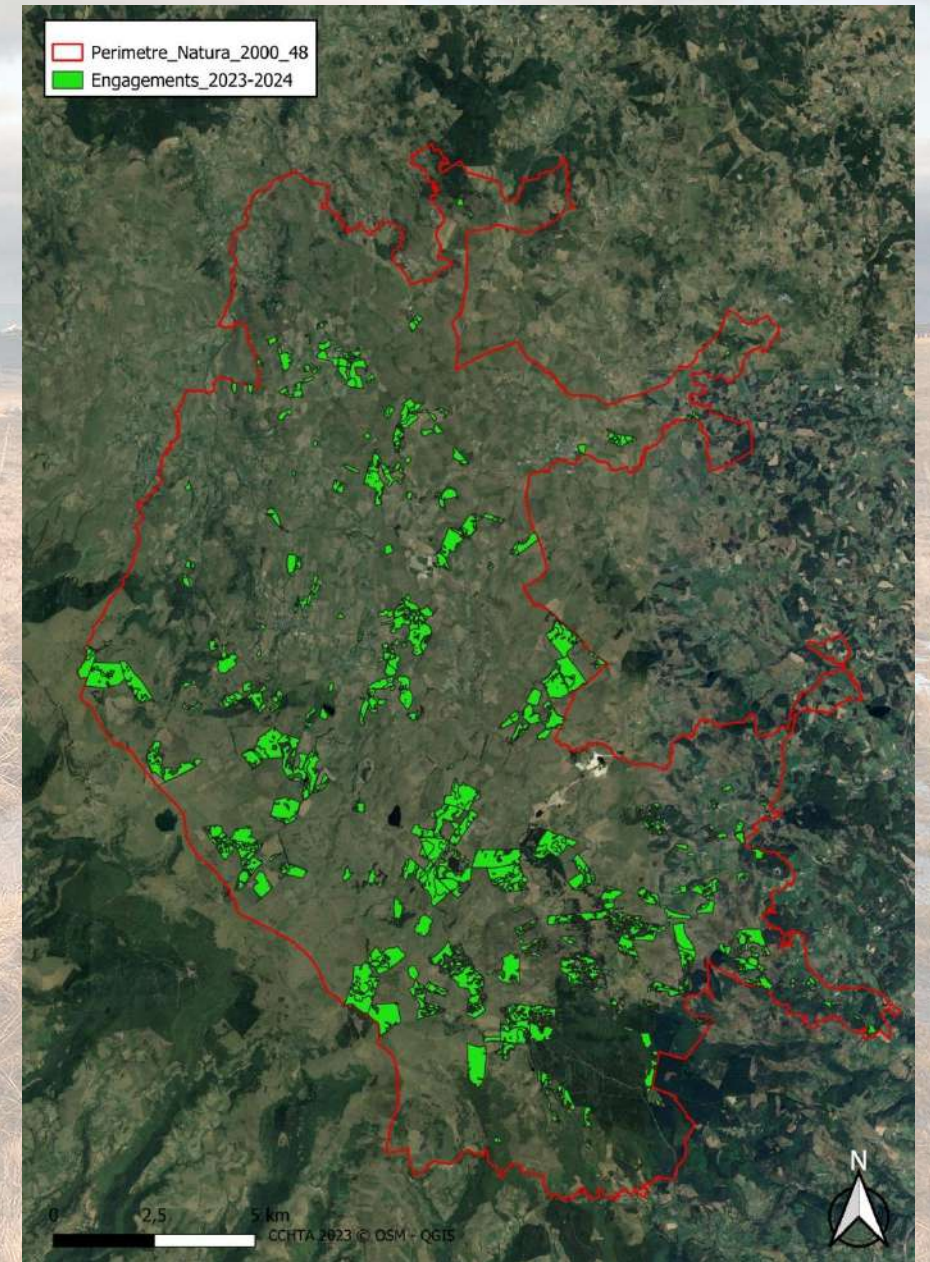 Perimetre_Natura_2000_48
Engagements_2023-2024
N
0 2,5 5 km
CCHTA 2023 © OSM - QGIS